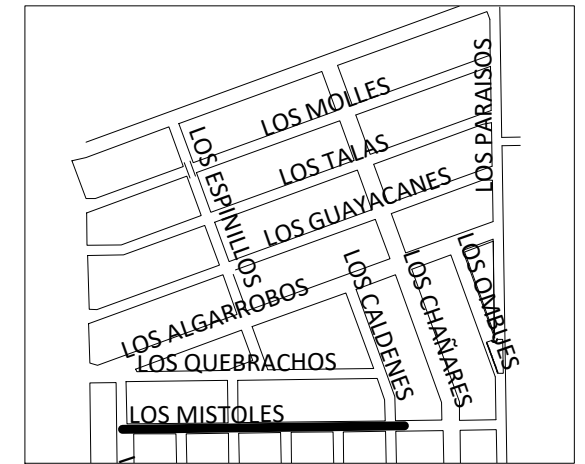 LOS MOLLES
LOS PARAISOS
LOS ESPINILLOS
LOS TALAS
LOS GUAYACANES
LOS ALGARROBOS
LOS CALDENES
LOS CHAÑARES
LOS OMBUES
LOS QUEBRACHOS
LOS MISTOLES